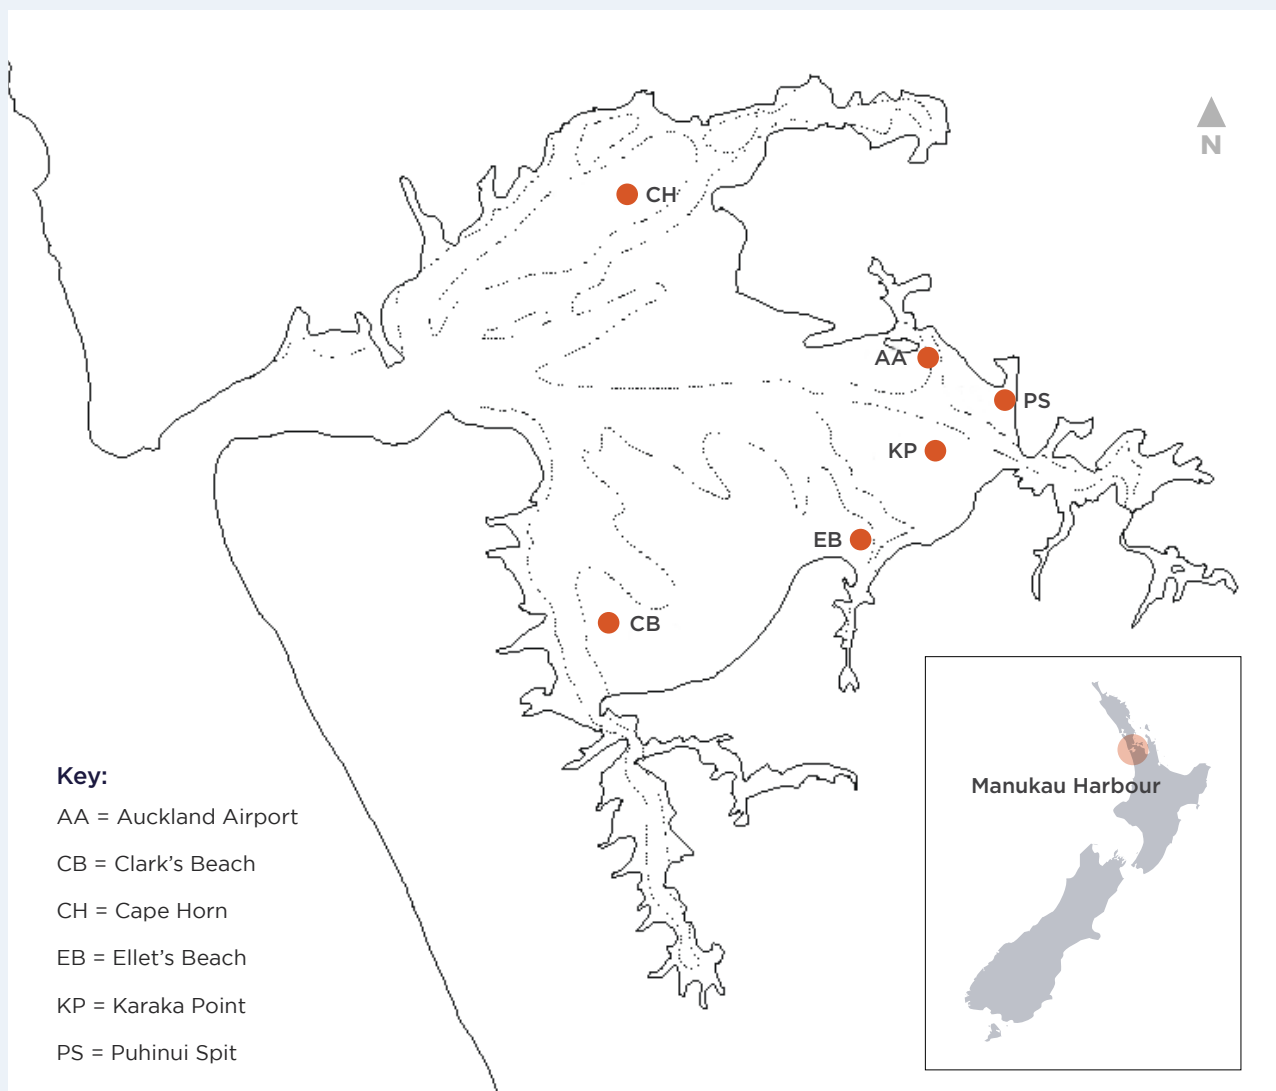 N
CH
AA
PS
KP
EB
CB
Manukau Harbour
Key:
AA = Auckland Airport
CB = Clark’s Beach
CH = Cape Horn
EB = Ellet’s Beach
KP = Karaka Point
PS = Puhinui Spit